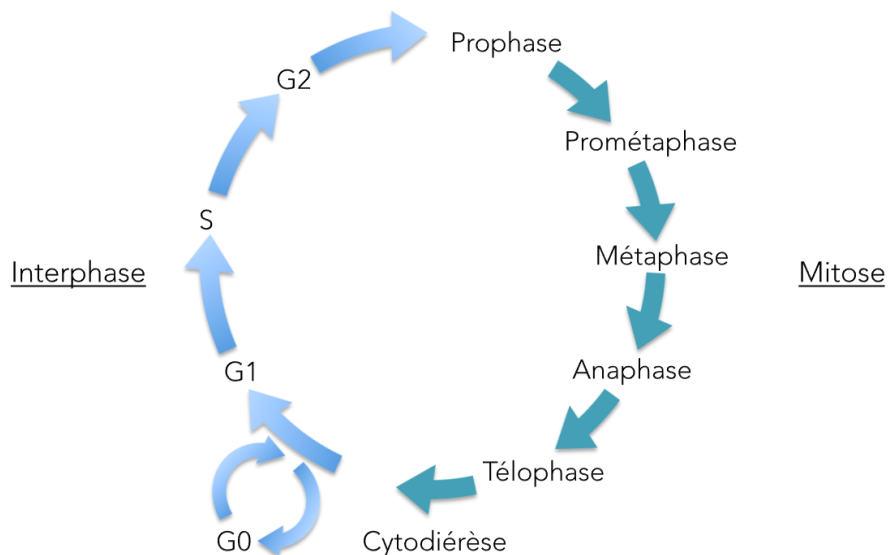 Prophase
G2
Prométaphase
S
Métaphase
Interphase
Mitose
G1
Anaphase
Télophase
G0
Cytodiérèse